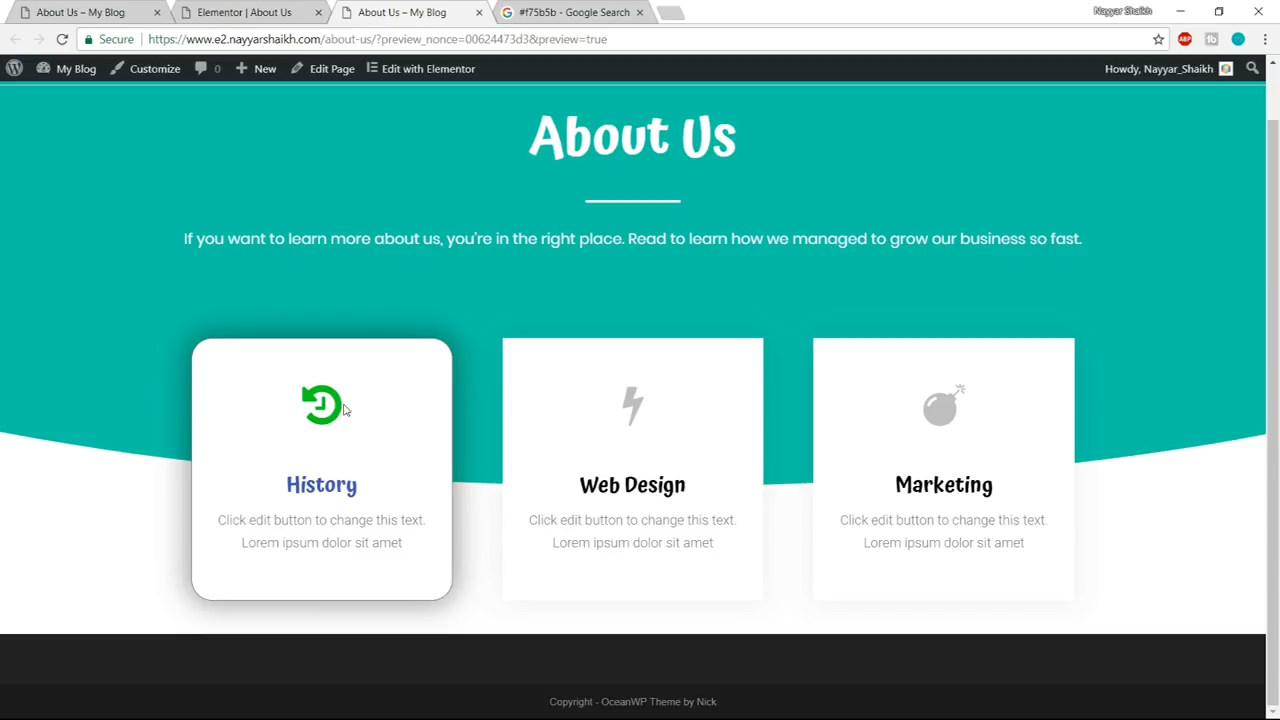 About Us – My Blog
Elementor | About Us
About Us – My Blog
#f75b5b - Google Search
Nayyar Shaikh
Secure
https://www.e2.nayyarshaikh.com/about-us/?preview_nonce=00624473d3&preview=true
ABP
tb
My Blog
Customize
0
New
Edit Page
Edit with Elementor
Howdy, Nayyar_Shaikh
About Us
If you want to learn more about us, you're in the right place. Read to learn how we managed to grow our business so fast.
History
Click edit button to change this text.
Lorem ipsum dolor sit amet
Web Design
Click edit button to change this text.
Lorem ipsum dolor sit amet
Marketing
Click edit button to change this text.
Lorem ipsum dolor sit amet
Copyright - OceanWP Theme by Nick